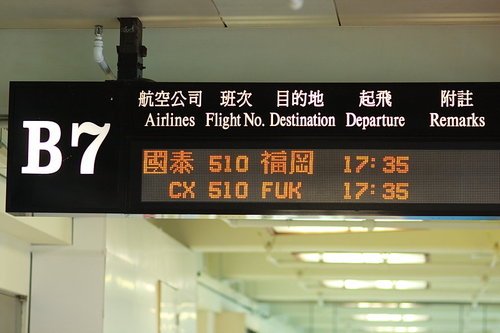 B7
航空公司 班次 目的地 起飛 附註
Airlines Flight No. Destination Departure Remarks
國泰 510 福岡 17:35
CX 510 FUK 17:35